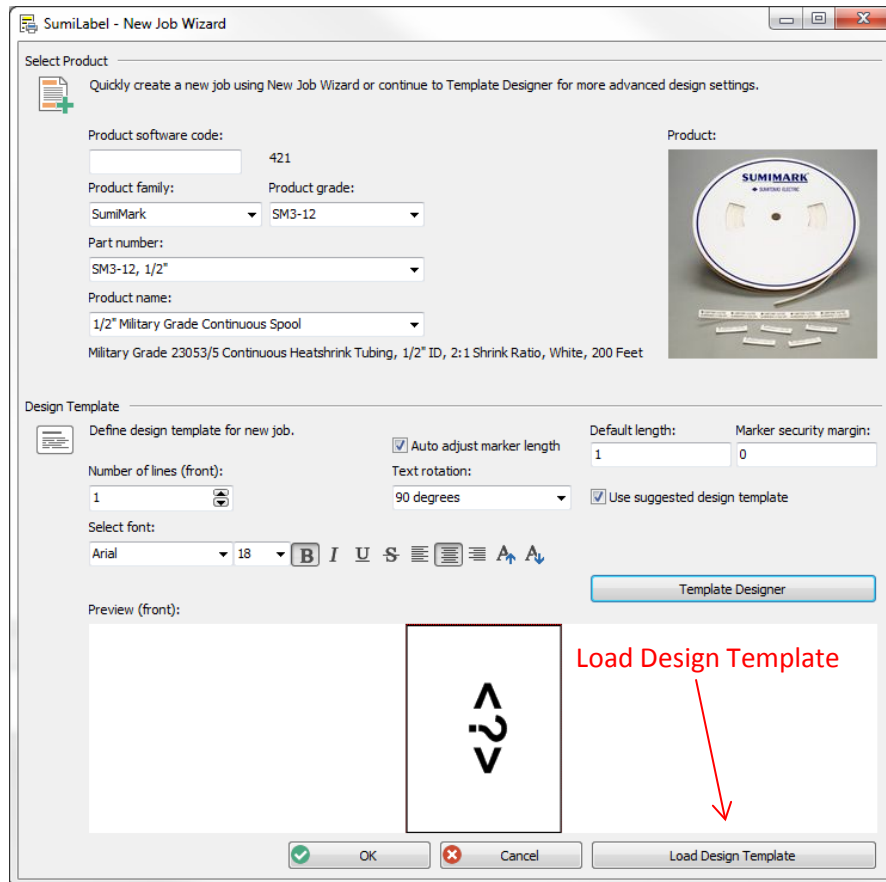 SumiLabel - New Job Wizard
Select Product
Quickly create a new job using New Job Wizard or continue to Template Designer for more advanced design settings.
Product software code:
421
Product:
Product family:
Product grade:
SumiMark
SM3-12
Part number:
SM3-12, 1/2"
Product name:
1/2" Military Grade Continuous Spool
Military Grade 23053/5 Continuous Heatshrink Tubing, 1/2" ID, 2:1 Shrink Ratio, White, 200 Feet
SUMIMARK
SUMITOMO ELECTRIC
Design Template
Define design template for new job.
Auto adjust marker length
Default length:
Marker security margin:
1
0
Number of lines (front):
Text rotation:
1
90 degrees
Use suggested design template
Select font:
Arial
18
B I U S A A
Template Designer
Preview (front):
<?>
Load Design Template
OK
Cancel
Load Design Template